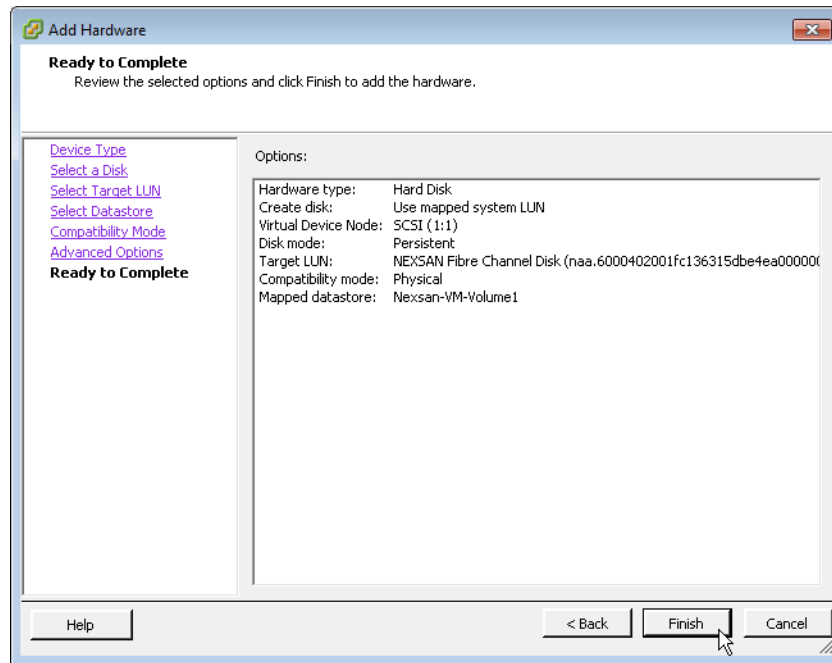 Add Hardware
Ready to Complete
Review the selected options and click Finish to add the hardware.
Device Type
Select a Disk
Select Target LUN
Select Datastore
Compatibility Mode
Advanced Options
Ready to Complete
Options:
Hardware type: Hard Disk
Create disk: Use mapped system LUN
Virtual Device Node: SCSI (1:1)
Disk mode: Persistent
Target LUN: NEXSAN Fibre Channel Disk (naa.6000402001fc136315dbe4ea000000
Compatibility mode: Physical
Mapped datastore: Nexsan-VM-Volume1
Help
< Back
Finish
Cancel